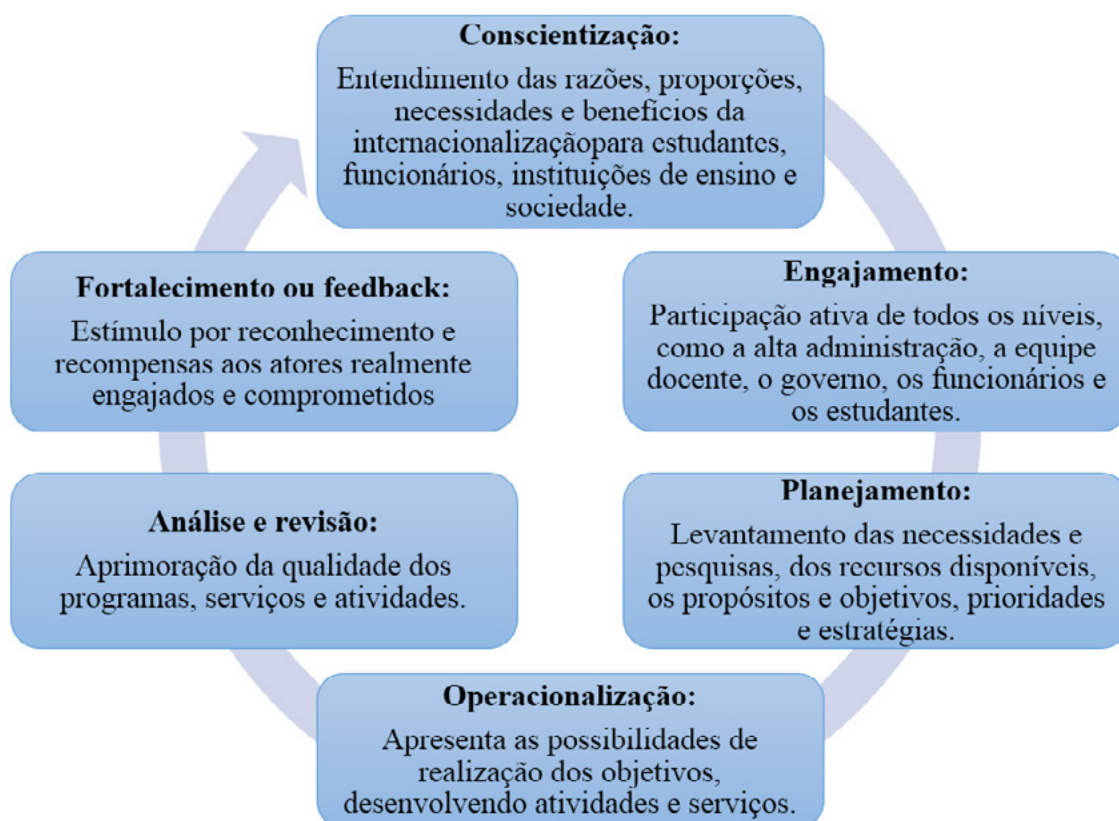 Conscientização:
Entendimento das razões, proporções,
necessidades e benefícios da
internacionalizaçãopara estudantes,
funcionários, instituições de ensino e
sociedade.
Engajamento:
Participação ativa de todos os níveis,
como a alta administração, a equipe
docente, o governo, os funcionários e
os estudantes.
Planejamento:
Levantamento das necessidades e
pesquisas, dos recursos disponíveis,
os propósitos e objetivos, prioridades
e estratégias.
Operacionalização:
Apresenta as possibilidades de
realização dos objetivos,
desenvolvendo atividades e serviços.
Análise e revisão:
Aprimoração da qualidade dos
programas, serviços e atividades.
Fortalecimento ou feedback:
Estímulo por reconhecimento e
recompensas aos atores realmente
engajados e comprometidos